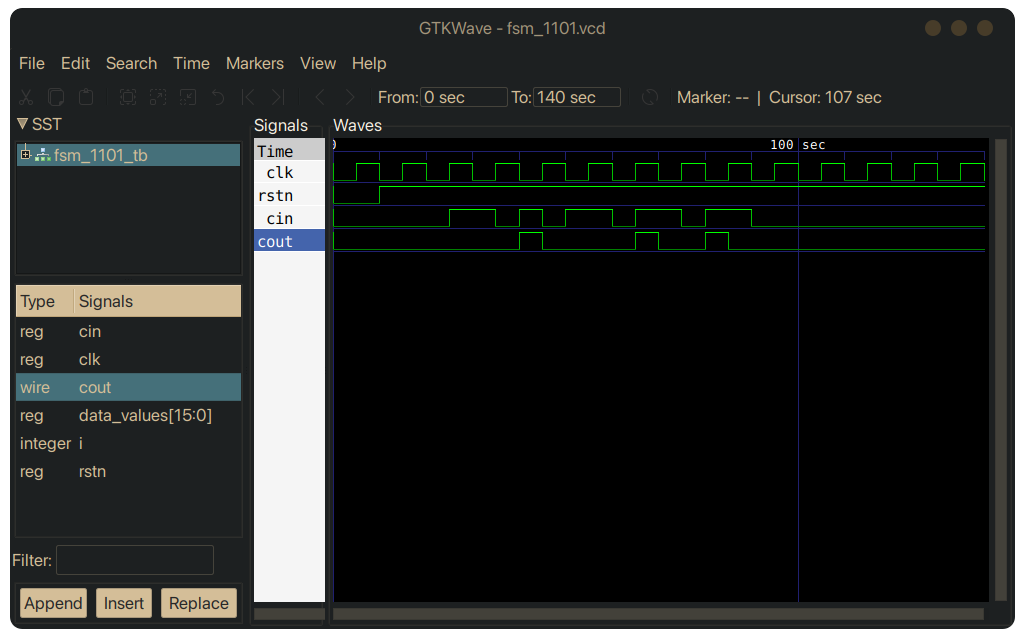 GTKWave - fsm_1101.vcd
File Edit Search Time Markers View Help
From: 0 sec To: 140 sec Marker: -- | Cursor: 107 sec
SST
fsm_1101_tb
Type Signals
reg cin
reg clk
wire cout
reg data_values[15:0]
integer i
reg rstn
Filter:
Append Insert Replace
Signals
Time
clk
rstn
cin
cout
Waves
0 100 sec